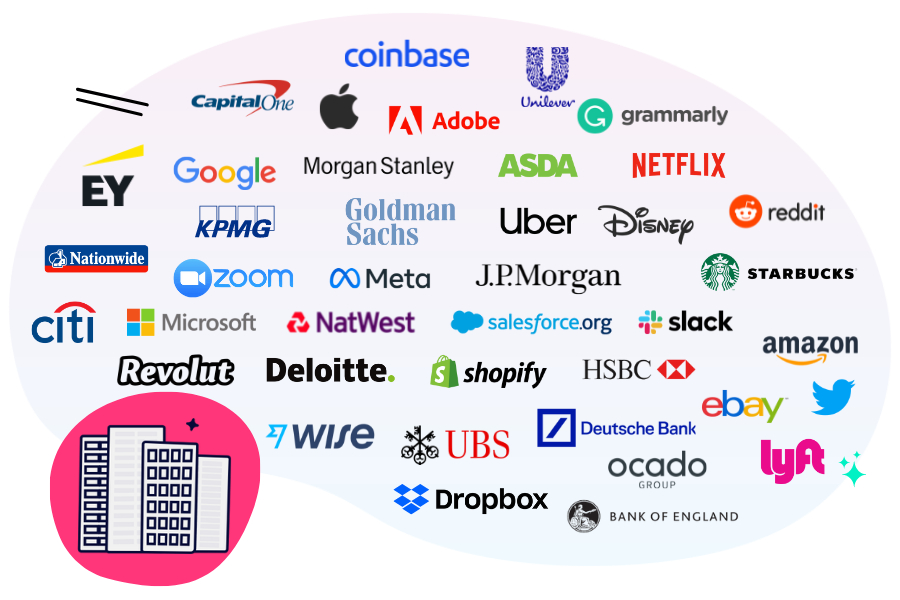 coinbase
Unilever
CapitalOne
Adobe
G grammarly
EY
Google
Morgan Stanley
ASDA
NETFLIX
KPMG
Goldman
Sachs
Uber
Disney
reddit
Nationwide
zoom
Meta
J.P.Morgan
STARBUCKS
citi
Microsoft
NatWest
salesforce.org
slack
amazon
Revolut
Deloitte.
shopify
HSBC
ebay
WISE
UBS
Deutsche Bank
ocado
GROUP
lyft
Dropbox
BANK OF ENGLAND